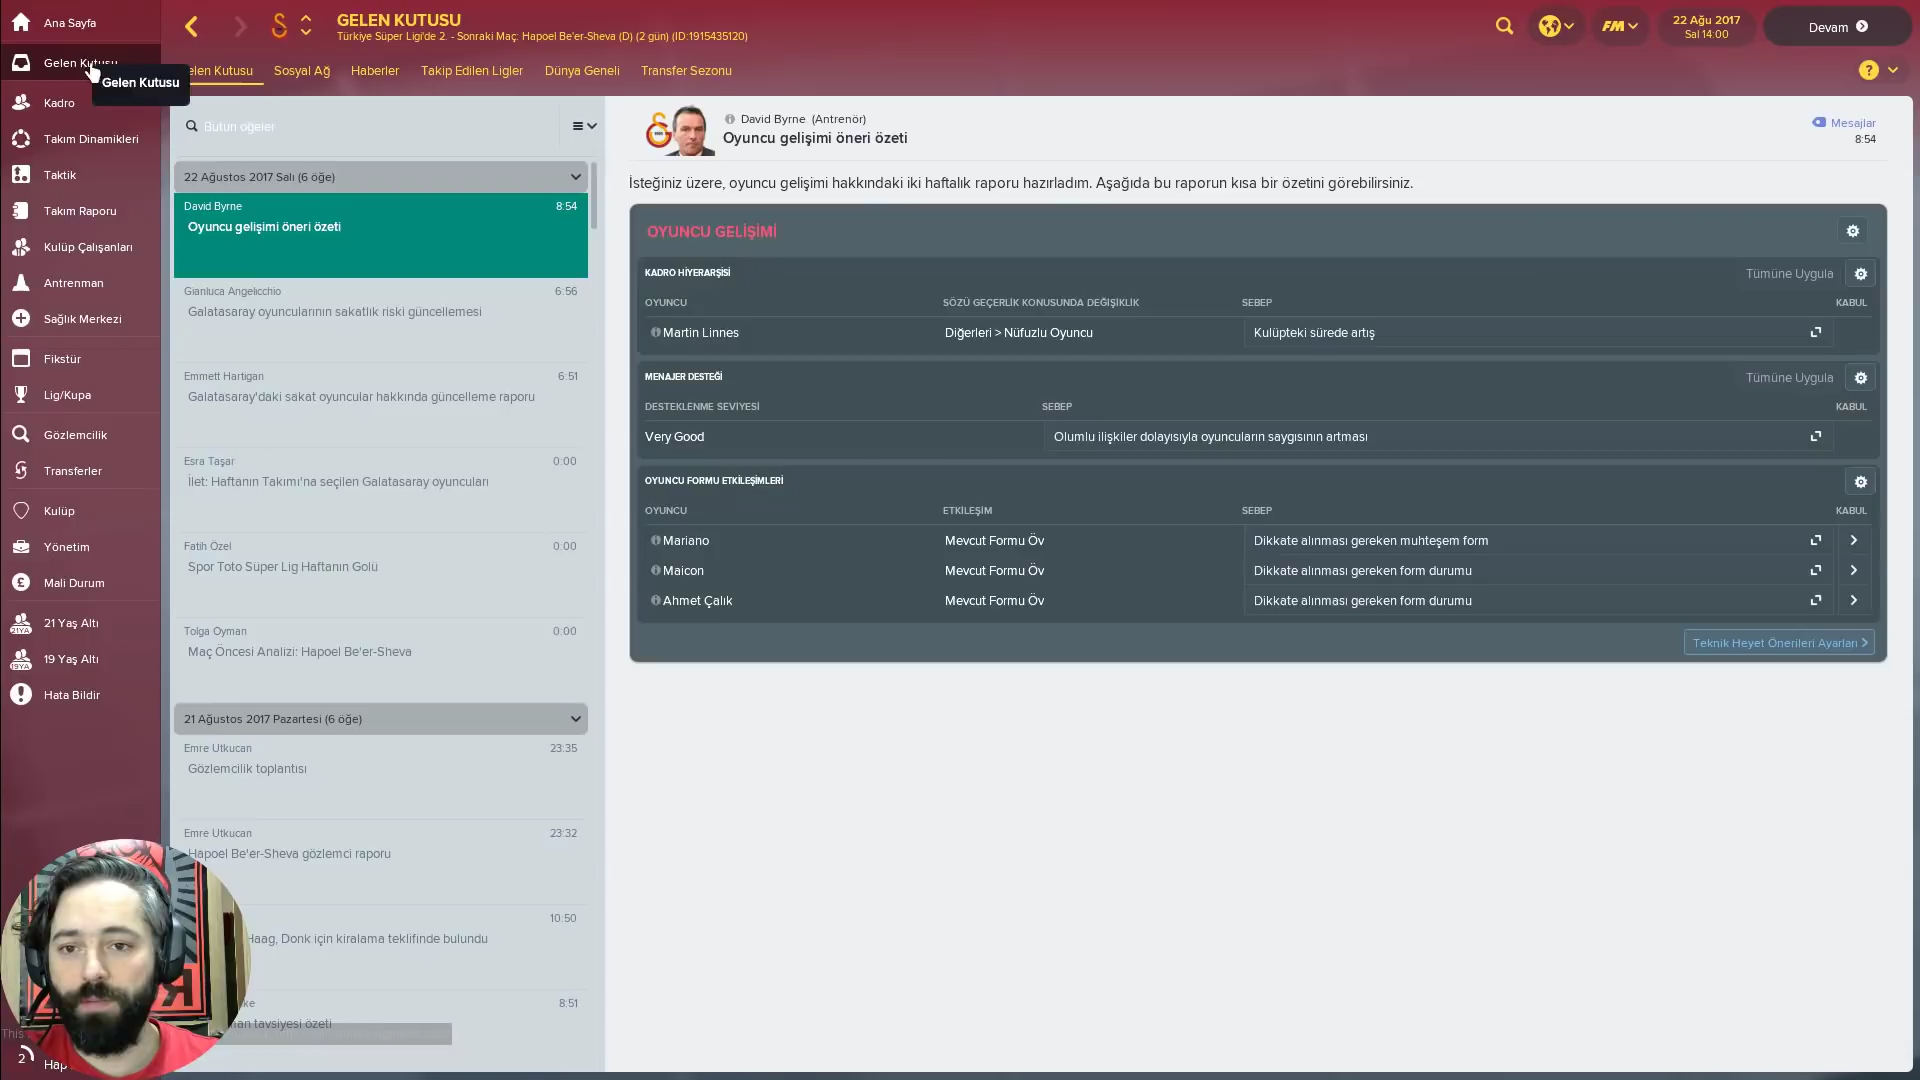 Ana Sayfa
Gelen Kutusu
Gelen Kutusu
Kadro
Takım Dinamikleri
Taktik
Takım Raporu
Kulüp Çalışanları
Antrenman
Sağlık Merkezi
Fikstür
Lig/Kupa
Gözlemcilik
Transferler
Kulüp
Yönetim
Mali Durum
21 Yaş Altı
21YA
19 Yaş Altı
19YA
Hata Bildir
2
GELEN KUTUSU
Türkiye Süper Ligi'de 2. - Sonraki Maç: Hapoel Be'er-Sheva (D) (2 gün) (ID:1915435120)
FM
22 Ağu 2017
Sal 14:00
Devam
elen Kutusu Sosyal Ağ Haberler Takip Edilen Ligler Dünya Geneli Transfer Sezonu
?
Bütün öğeler
22 Ağustos 2017 Salı (6 öğe)
David Byrne 8:54
Oyuncu gelişimi öneri özeti
Gianluca Angelicchio 6:56
Galatasaray oyuncularının sakatlık riski güncellemesi
Emmett Hartigan 6:51
Galatasaray'daki sakat oyuncular hakkında güncelleme raporu
Esra Taşar 0:00
İlet: Haftanın Takımı'na seçilen Galatasaray oyuncuları
Fatih Özel 0:00
Spor Toto Süper Lig Haftanın Golü
Tolga Oyman 0:00
Maç Öncesi Analizi: Hapoel Be'er-Sheva
21 Ağustos 2017 Pazartesi (6 öğe)
Emre Utkucan 23:35
Gözlemcilik toplantısı
Emre Utkucan 23:32
Hapoel Be'er-Sheva gözlemci raporu
10:50
Haag, Donk için kiralama teklifinde bulundu
ke 8:51
man tavsiyesi özeti
David Byrne (Antrenör)
Oyuncu gelişimi öneri özeti
Mesajlar
8:54
İsteğiniz üzere, oyuncu gelişimi hakkındaki iki haftalık raporu hazırladım. Aşağıda bu raporun kısa bir özetini görebilirsiniz.
OYUNCU GELİŞİMİ
KADRO HİYERARŞİSİ Tümüne Uygula
OYUNCU SÖZÜ GEÇERLİK KONUSUNDA DEĞİŞİKLİK SEBEP KABUL
Martin Linnes Diğerleri > Nüfuzlu Oyuncu Kulüpteki sürede artış
MENAJER DESTEĞİ Tümüne Uygula
DESTEKLENME SEVİYESİ SEBEP KABUL
Very Good Olumlu ilişkiler dolayısıyla oyuncuların saygısının artması
OYUNCU FORMU ETKİLEŞİMLERİ
OYUNCU ETKİLEŞİM SEBEP KABUL
Mariano Mevcut Formu Öv Dikkate alınması gereken muhteşem form
Maicon Mevcut Formu Öv Dikkate alınması gereken form durumu
Ahmet Çalık Mevcut Formu Öv Dikkate alınması gereken form durumu
Teknik Heyet Önerileri Ayarları >